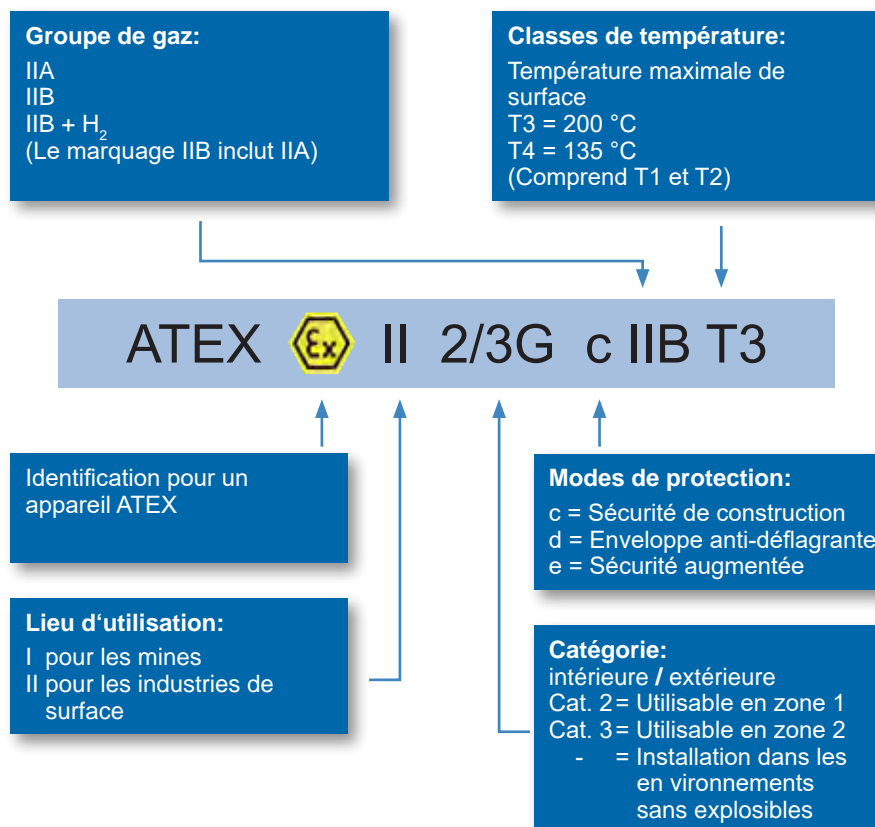 Groupe de gaz:
IIA
IIB
IIB + H₂
(Le marquage IIB inclut IIA)
Classes de température:
Température maximale de
surface
T3 = 200 °C
T4 = 135 °C
(Comprend T1 et T2)
ATEX Ex II 2/3G c IIB T3
Identification pour un
appareil ATEX
Lieu d‘utilisation:
I pour les mines
II pour les industries de
surface
Modes de protection:
c = Sécurité de construction
d = Enveloppe anti-déflagrante
e = Sécurité augmentée
Catégorie:
intérieure / extérieure
Cat. 2 = Utilisable en zone 1
Cat. 3 = Utilisable en zone 2
- = Installation dans les
en vironnements
sans explosibles